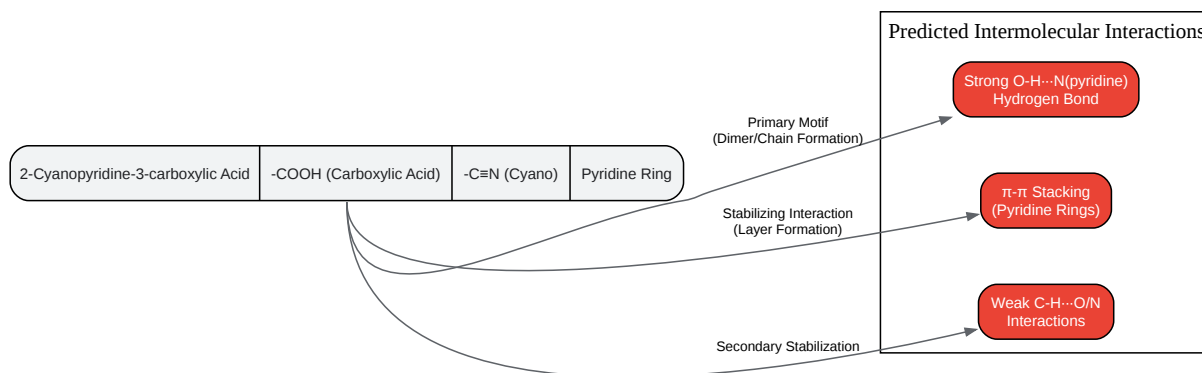 Predicted Intermolecular Interactions
Strong O-H···N(pyridine)
Hydrogen Bond
Primary Motif
(Dimer/Chain Formation)
2-Cyanopyridine-3-carboxylic Acid
-COOH (Carboxylic Acid)
-C≡N (Cyano)
Pyridine Ring
π-π Stacking
(Pyridine Rings)
Stabilizing Interaction
(Layer Formation)
Weak C-H···O/N
Interactions
Secondary Stabilization